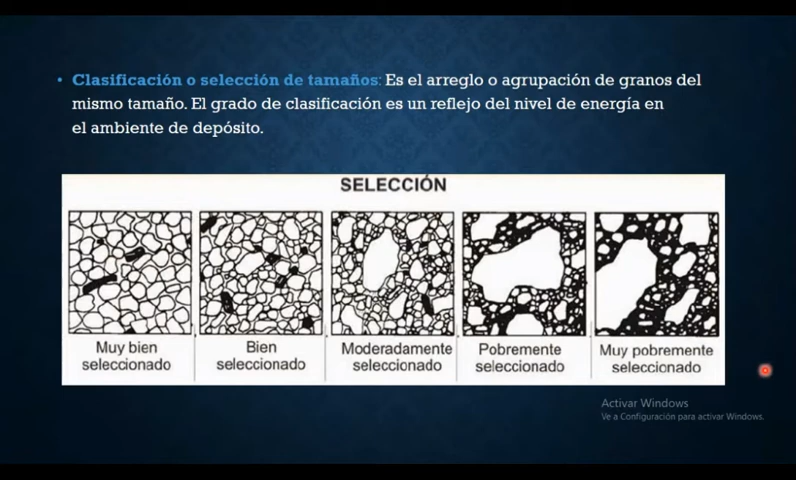 • Clasificación o selección de tamaños: Es el arreglo o agrupación de granos del
mismo tamaño. El grado de clasificación es un reflejo del nivel de energía en
el ambiente de depósito.
SELECCIÓN
Muy bien
seleccionado
Bien
seleccionado
Moderadamente
seleccionado
Pobremente
seleccionado
Muy pobremente
seleccionado
Activar Windows
Ve a Configuración para activar Windows.